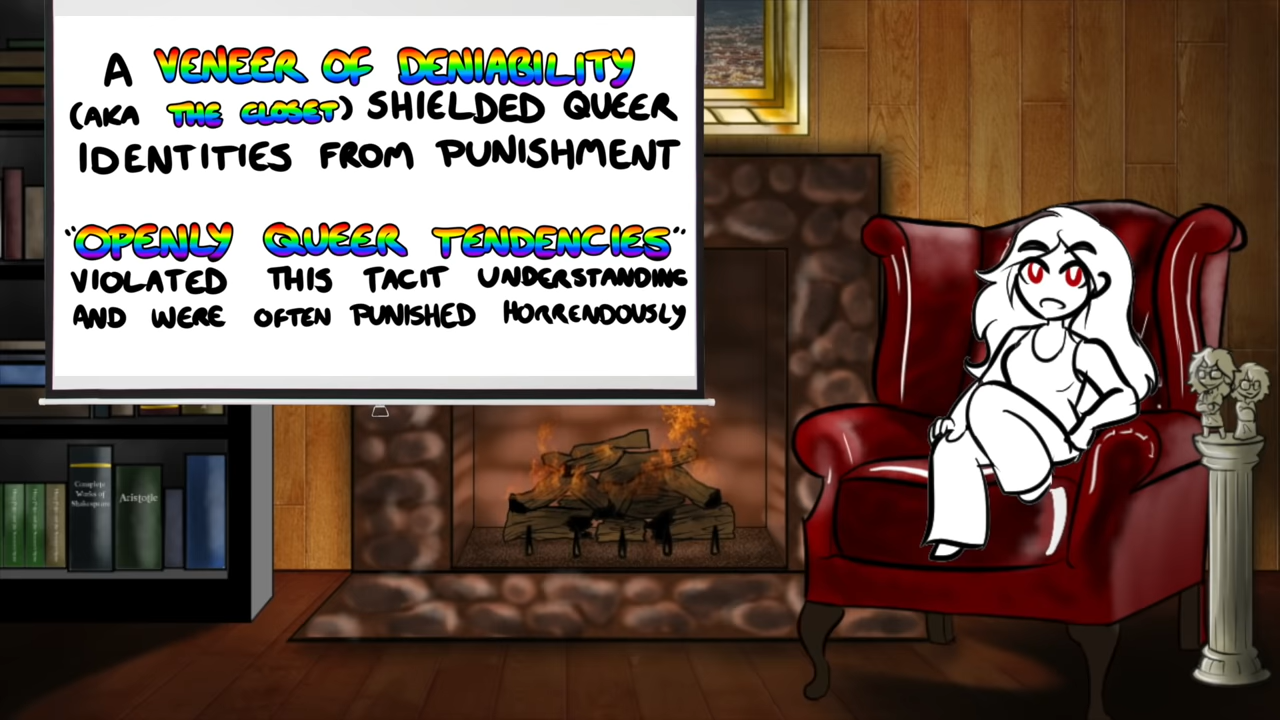 A VENEER OF DENIABILITY
(AKA THE CLOSET) SHIELDED QUEER
IDENTITIES FROM PUNISHMENT
"OPENLY QUEER TENDENCIES"
VIOLATED THIS TACIT UNDERSTANDING
AND WERE OFTEN PUNISHED HORRENDOUSLY
Complete
Works of
Shakespeare
Aristotle